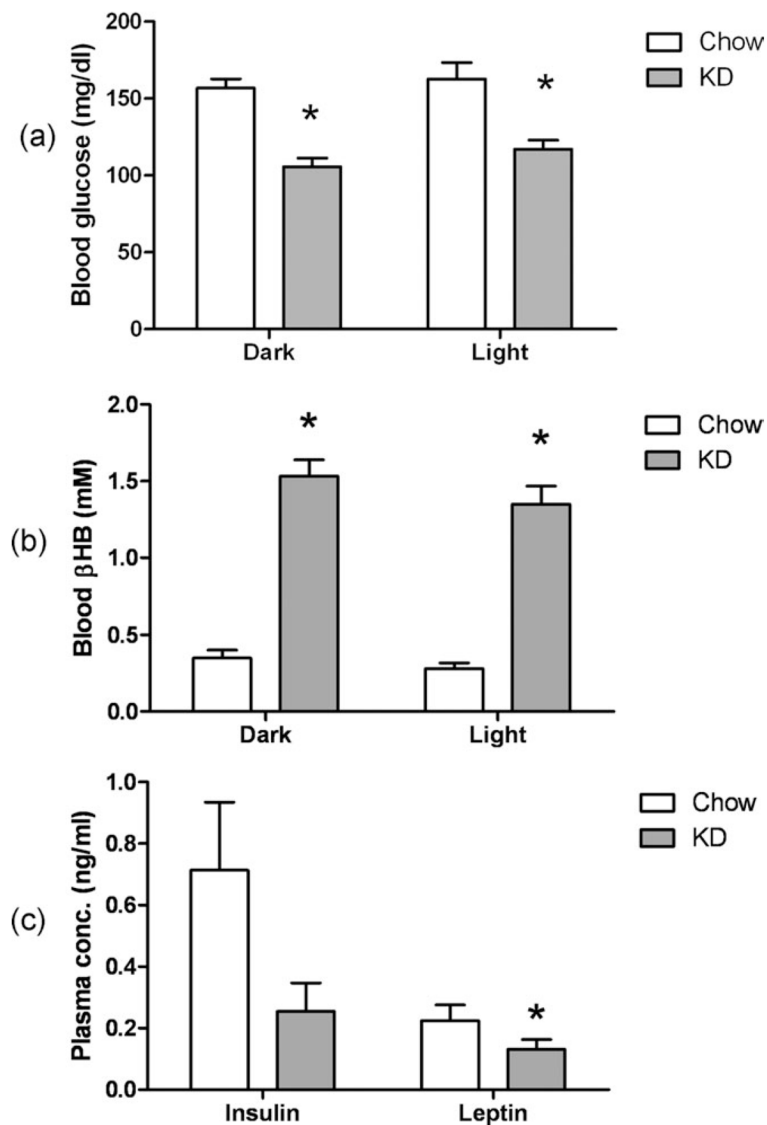 (a)
Blood glucose (mg/dl)
200
150
100
50
0
*
*
Dark
Light
Chow
KD
(b)
Blood βHB (mM)
2.0
1.5
1.0
0.5
0.0
*
*
Dark
Light
Chow
KD
(c)
Plasma conc. (ng/ml)
1.0
0.8
0.6
0.4
0.2
0.0
*
Insulin
Leptin
Chow
KD